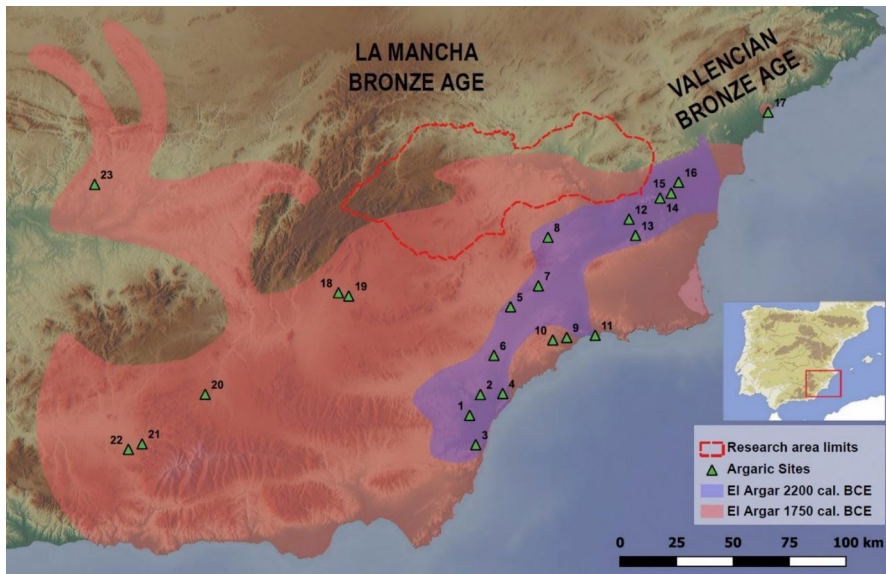 LA MANCHA
BRONZE AGE
VALENCIAN
BRONZE AGE
17
23
16
15
14
12
13
8
7
18
19
5
10
9
11
6
20
2
4
1
3
22
21
Research area limits
Argaric Sites
El Argar 2200 cal. BCE
El Argar 1750 cal. BCE
0 25 50 75 100 km